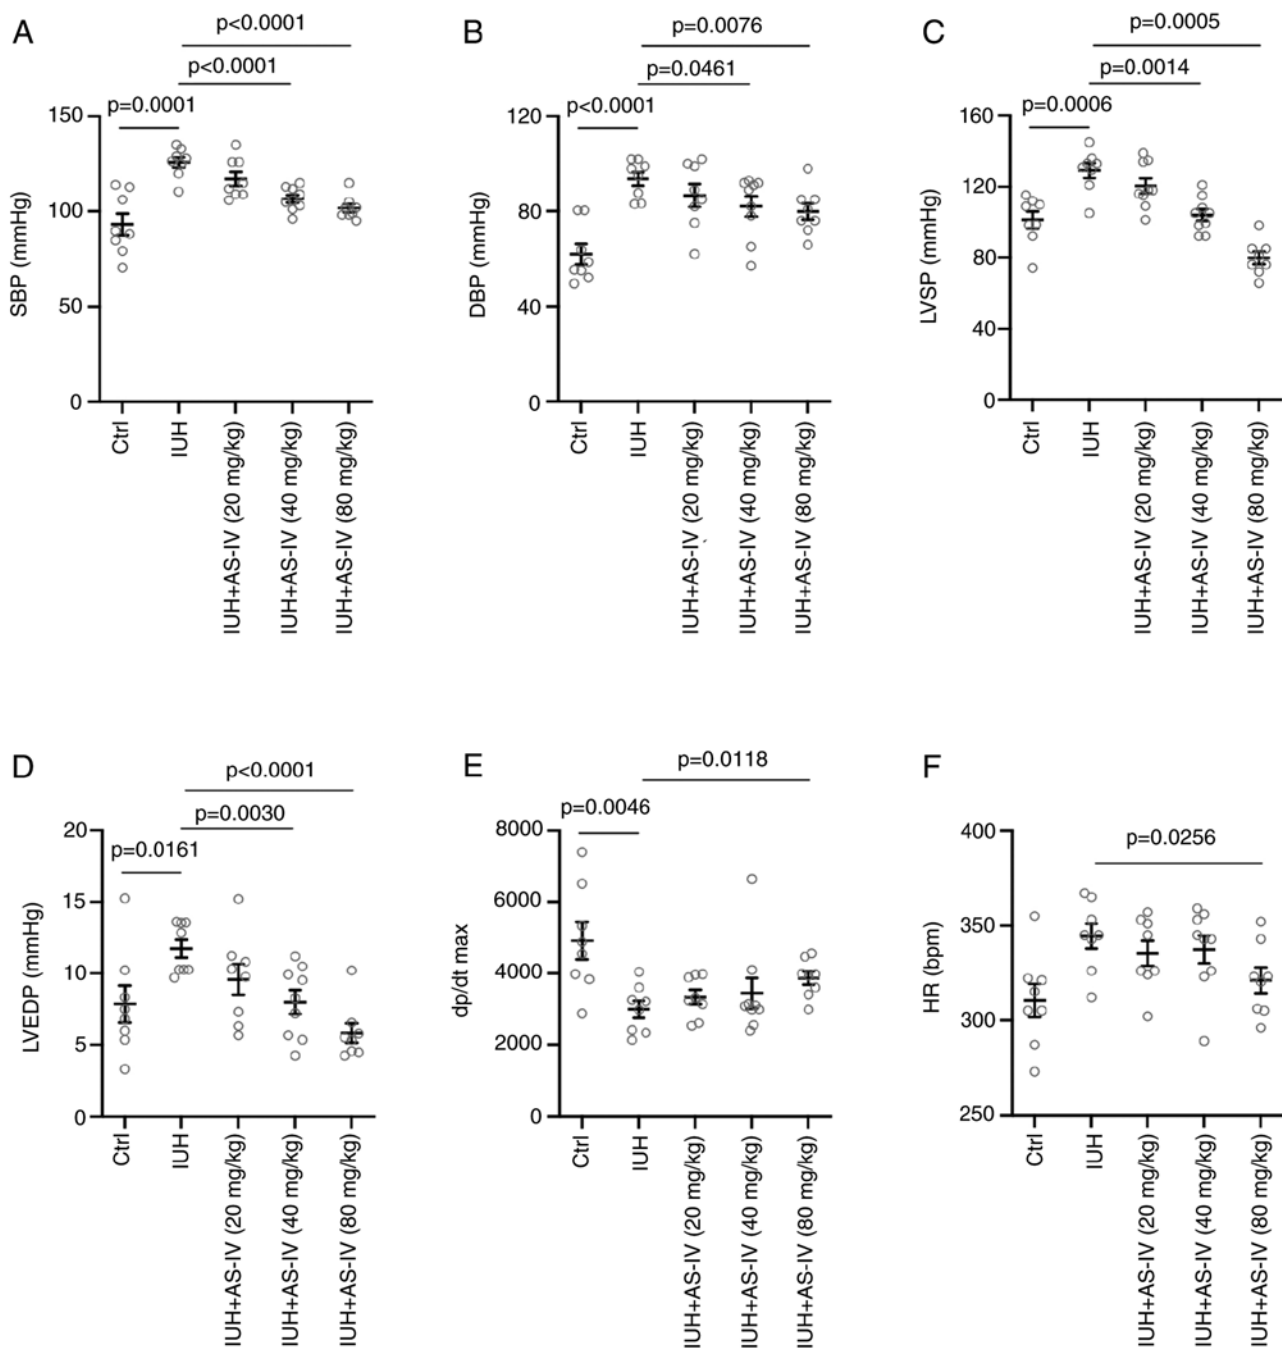 A
p<0.0001
p<0.0001
p=0.0001
150
100
50
0
SBP (mmHg)
Ctrl
IUH
IUH+AS-IV (20 mg/kg)
IUH+AS-IV (40 mg/kg)
IUH+AS-IV (80 mg/kg)
B
p=0.0076
p=0.0461
p<0.0001
120
80
40
0
DBP (mmHg)
Ctrl
IUH
IUH+AS-IV (20 mg/kg)
IUH+AS-IV (40 mg/kg)
IUH+AS-IV (80 mg/kg)
C
p=0.0005
p=0.0014
p=0.0006
160
120
80
40
0
LVSP (mmHg)
Ctrl
IUH
IUH+AS-IV (20 mg/kg)
IUH+AS-IV (40 mg/kg)
IUH+AS-IV (80 mg/kg)
D
p<0.0001
p=0.0030
p=0.0161
20
15
10
5
0
LVEDP (mmHg)
Ctrl
IUH
IUH+AS-IV (20 mg/kg)
IUH+AS-IV (40 mg/kg)
IUH+AS-IV (80 mg/kg)
E
p=0.0118
p=0.0046
8000
6000
4000
2000
0
dp/dt max
Ctrl
IUH
IUH+AS-IV (20 mg/kg)
IUH+AS-IV (40 mg/kg)
IUH+AS-IV (80 mg/kg)
F
p=0.0256
400
350
300
250
HR (bpm)
Ctrl
IUH
IUH+AS-IV (20 mg/kg)
IUH+AS-IV (40 mg/kg)
IUH+AS-IV (80 mg/kg)